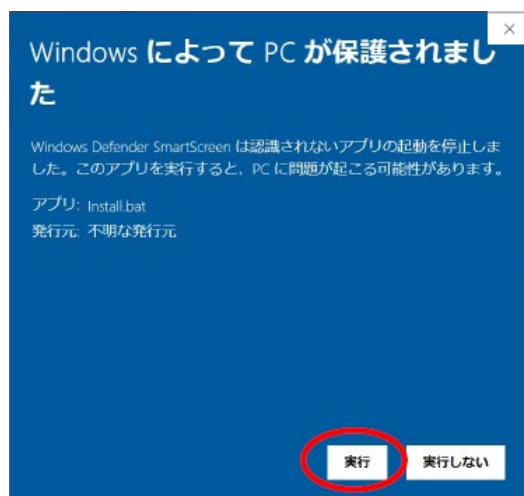 Windows によって PC が保護されまし
た
Windows Defender SmartScreen は認識されないアプリの起動を停止しま
した。このアプリを実行すると、PC に問題が起こる可能性があります。
アプリ: Install.bat
発行元: 不明な発行元
実行 実行しない